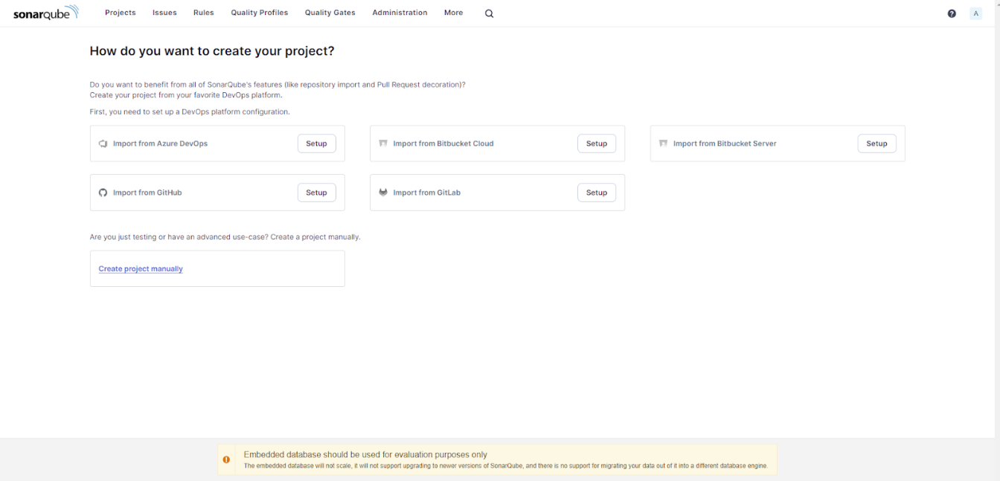 sonarqube
Projects Issues Rules Quality Profiles Quality Gates Administration More ? A
How do you want to create your project?
Do you want to benefit from all of SonarQube's features (like repository import and Pull Request decoration)?
Create your project from your favorite DevOps platform.
First, you need to set up a DevOps platform configuration.
Import from Azure DevOps Setup
Import from Bitbucket Cloud Setup
Import from Bitbucket Server Setup
Import from GitHub Setup
Import from GitLab Setup
Are you just testing or have an advanced use-case? Create a project manually.
Create project manually
Embedded database should be used for evaluation purposes only
The embedded database will not scale, it will not support upgrading to newer versions of SonarQube, and there is no support for migrating your data out of it into a different database engine.